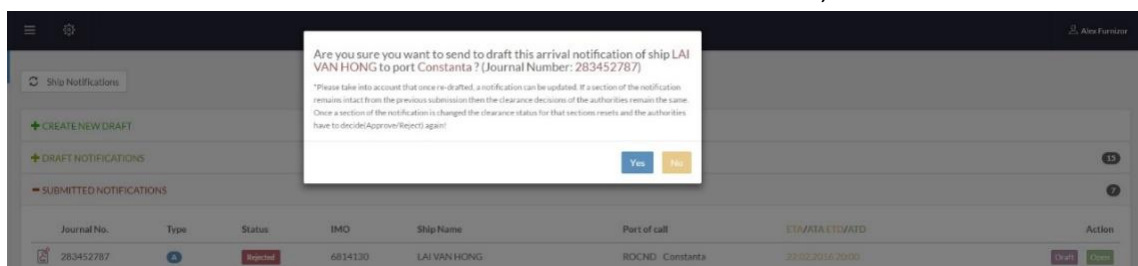 Alex Furnizor
Are you sure you want to send to draft this arrival notification of ship LAI
VAN HONG to port Constanta ? (Journal Number: 283452787)
*Please take into account that once re-drafted, a notification can be updated. If a section of the notification
remains intact from the previous submission then the clearance decisions of the authorities remain the same.
Once a section of the notification is changed the clearance status for that sections resets and the authorities
have to decide(Approve/Reject) again!
Yes No
Ship Notifications
CREATE NEW DRAFT
DRAFT NOTIFICATIONS 15
SUBMITTED NOTIFICATIONS 7
Journal No. Type Status IMO Ship Name Port of call ETA/ATA ETD/ATD Action
283452787 A Rejected 6814130 LAI VAN HONG ROCND Constanta 22.02.2016 20:00 Draft Open